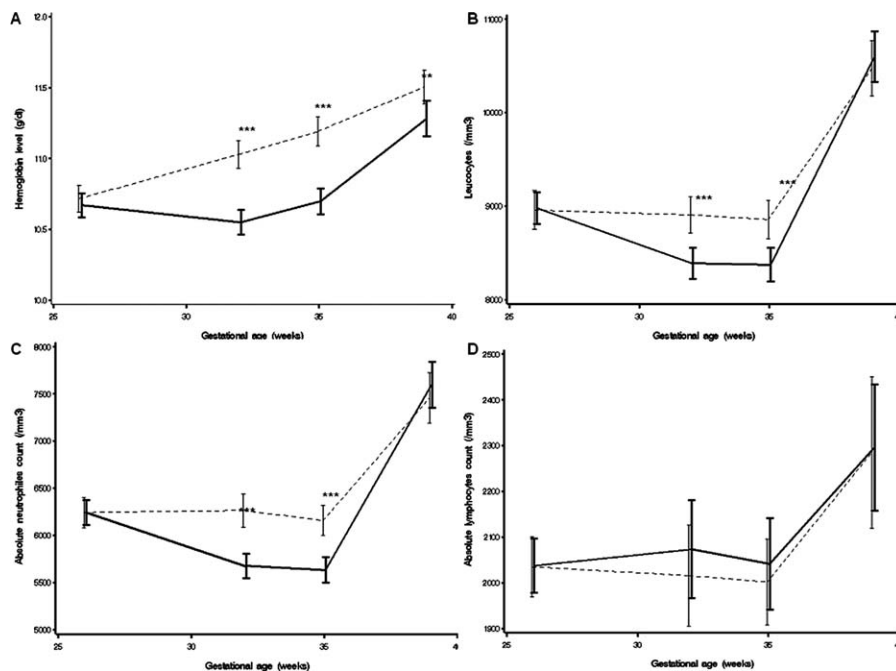 A
12.0
11.5
11.0
10.5
10.0
Hemoglobin level (g/dl)
***
***
**
25 30 35 40
Gestational age (weeks)
B
11000
10000
9000
8000
Leucocytes (/mm3)
***
***
25 30 35 4
Gestational age (weeks)
C
8000
7500
7000
6500
6000
5500
5000
Absolute neutrophiles count (/mm3)
***
***
25 30 35 40
Gestational age (weeks)
D
2500
2400
2300
2200
2100
2000
1900
Absolute lymphocytes count (/mm3)
25 30 35 4
Gestational age (weeks)